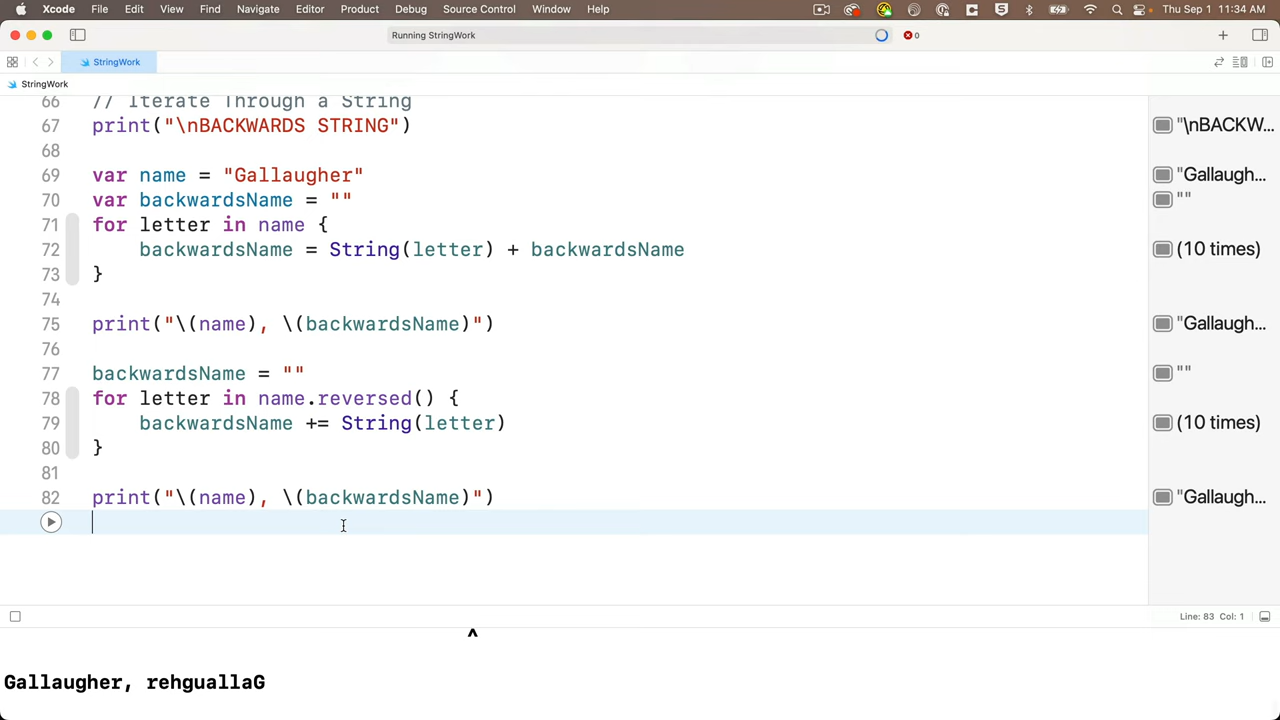 Xcode File Edit View Find Navigate Editor Product Debug Source Control Window Help Thu Sep 1 11:34 AM
Running StringWork 0
StringWork
StringWork
66 // Iterate Through a String
67 print("\nBACKWARDS STRING") "\nBACKW...
68
69 var name = "Gallaugher" "Gallaugh...
70 var backwardsName = "" ""
71 for letter in name {
72 backwardsName = String(letter) + backwardsName (10 times)
73 }
74
75 print("\(name), \(backwardsName)") "Gallaugh...
76
77 backwardsName = "" ""
78 for letter in name.reversed() {
79 backwardsName += String(letter) (10 times)
80 }
81
82 print("\(name), \(backwardsName)") "Gallaugh...
Line: 83 Col: 1
^
Gallaugher, rehguallaG